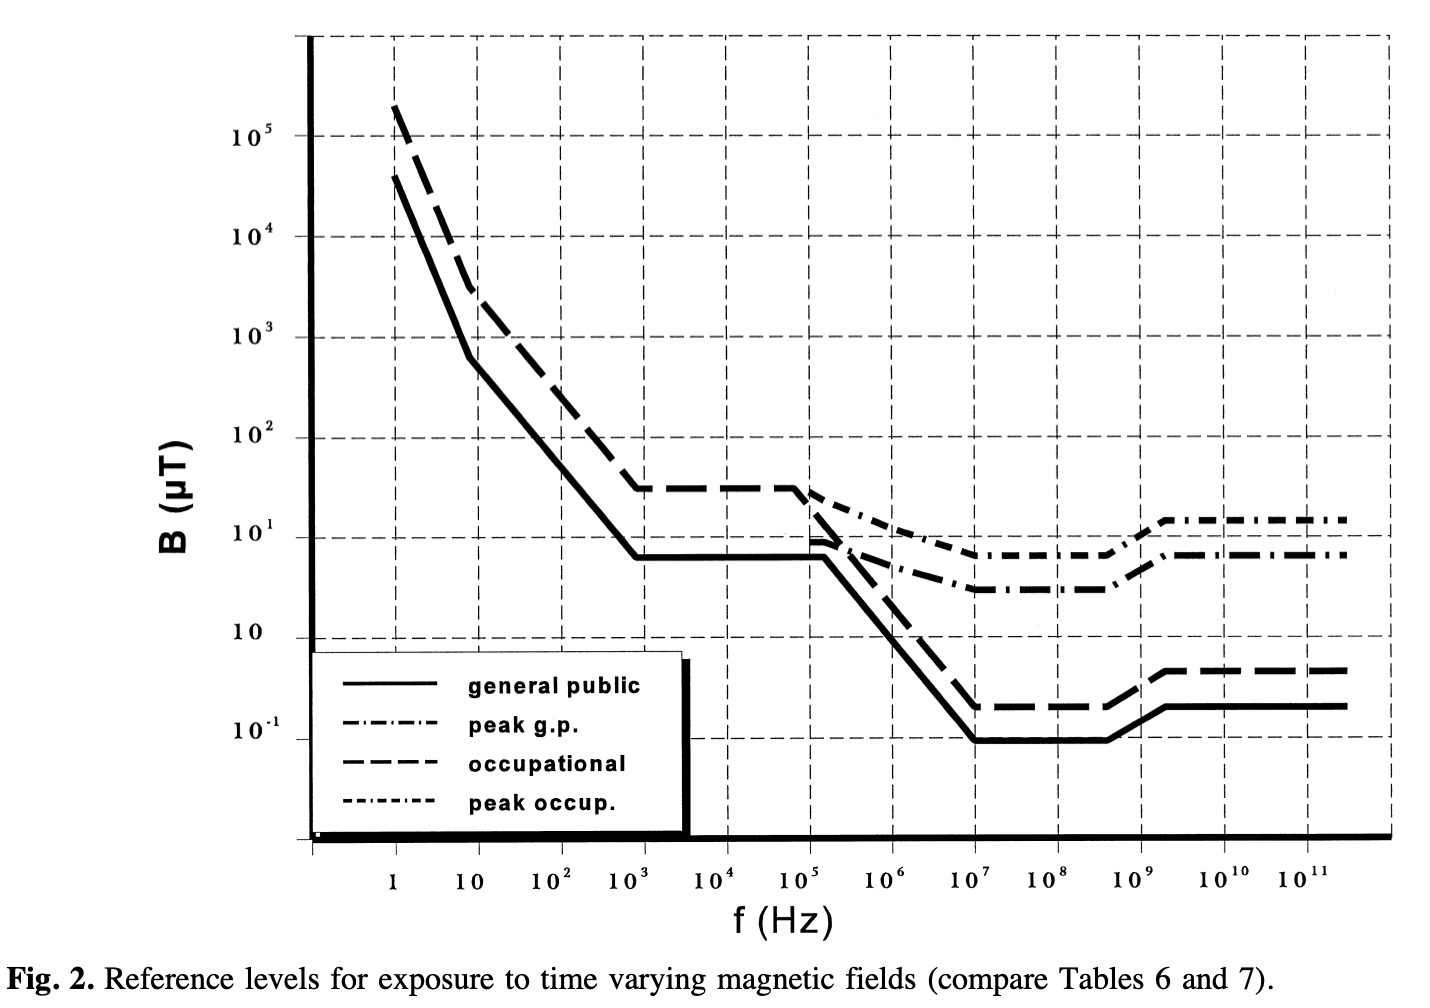 10⁵
10⁴
10³
10²
10¹
10
10⁻¹
B (µT)
general public
peak g.p.
occupational
peak occup.
1 10 10² 10³ 10⁴ 10⁵ 10⁶ 10⁷ 10⁸ 10⁹ 10¹⁰ 10¹¹
f (Hz)
Fig. 2. Reference levels for exposure to time varying magnetic fields (compare Tables 6 and 7).